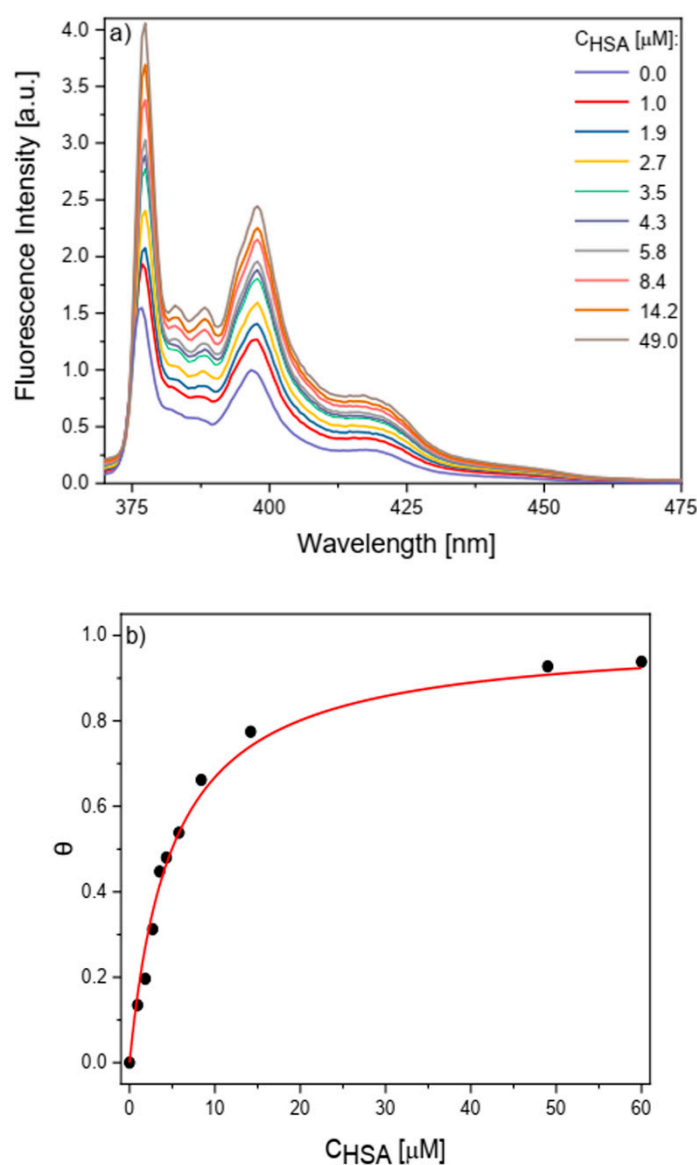 a)
C_HSA [µM]:
0.0
1.0
1.9
2.7
3.5
4.3
5.8
8.4
14.2
49.0
4.0
3.5
3.0
2.5
2.0
1.5
1.0
0.5
0.0
Fluorescence Intensity [a.u.]
375 400 425 450 475
Wavelength [nm]
b)
1.0
0.8
0.6
0.4
0.2
0.0
θ
0 10 20 30 40 50 60
C_HSA [µM]